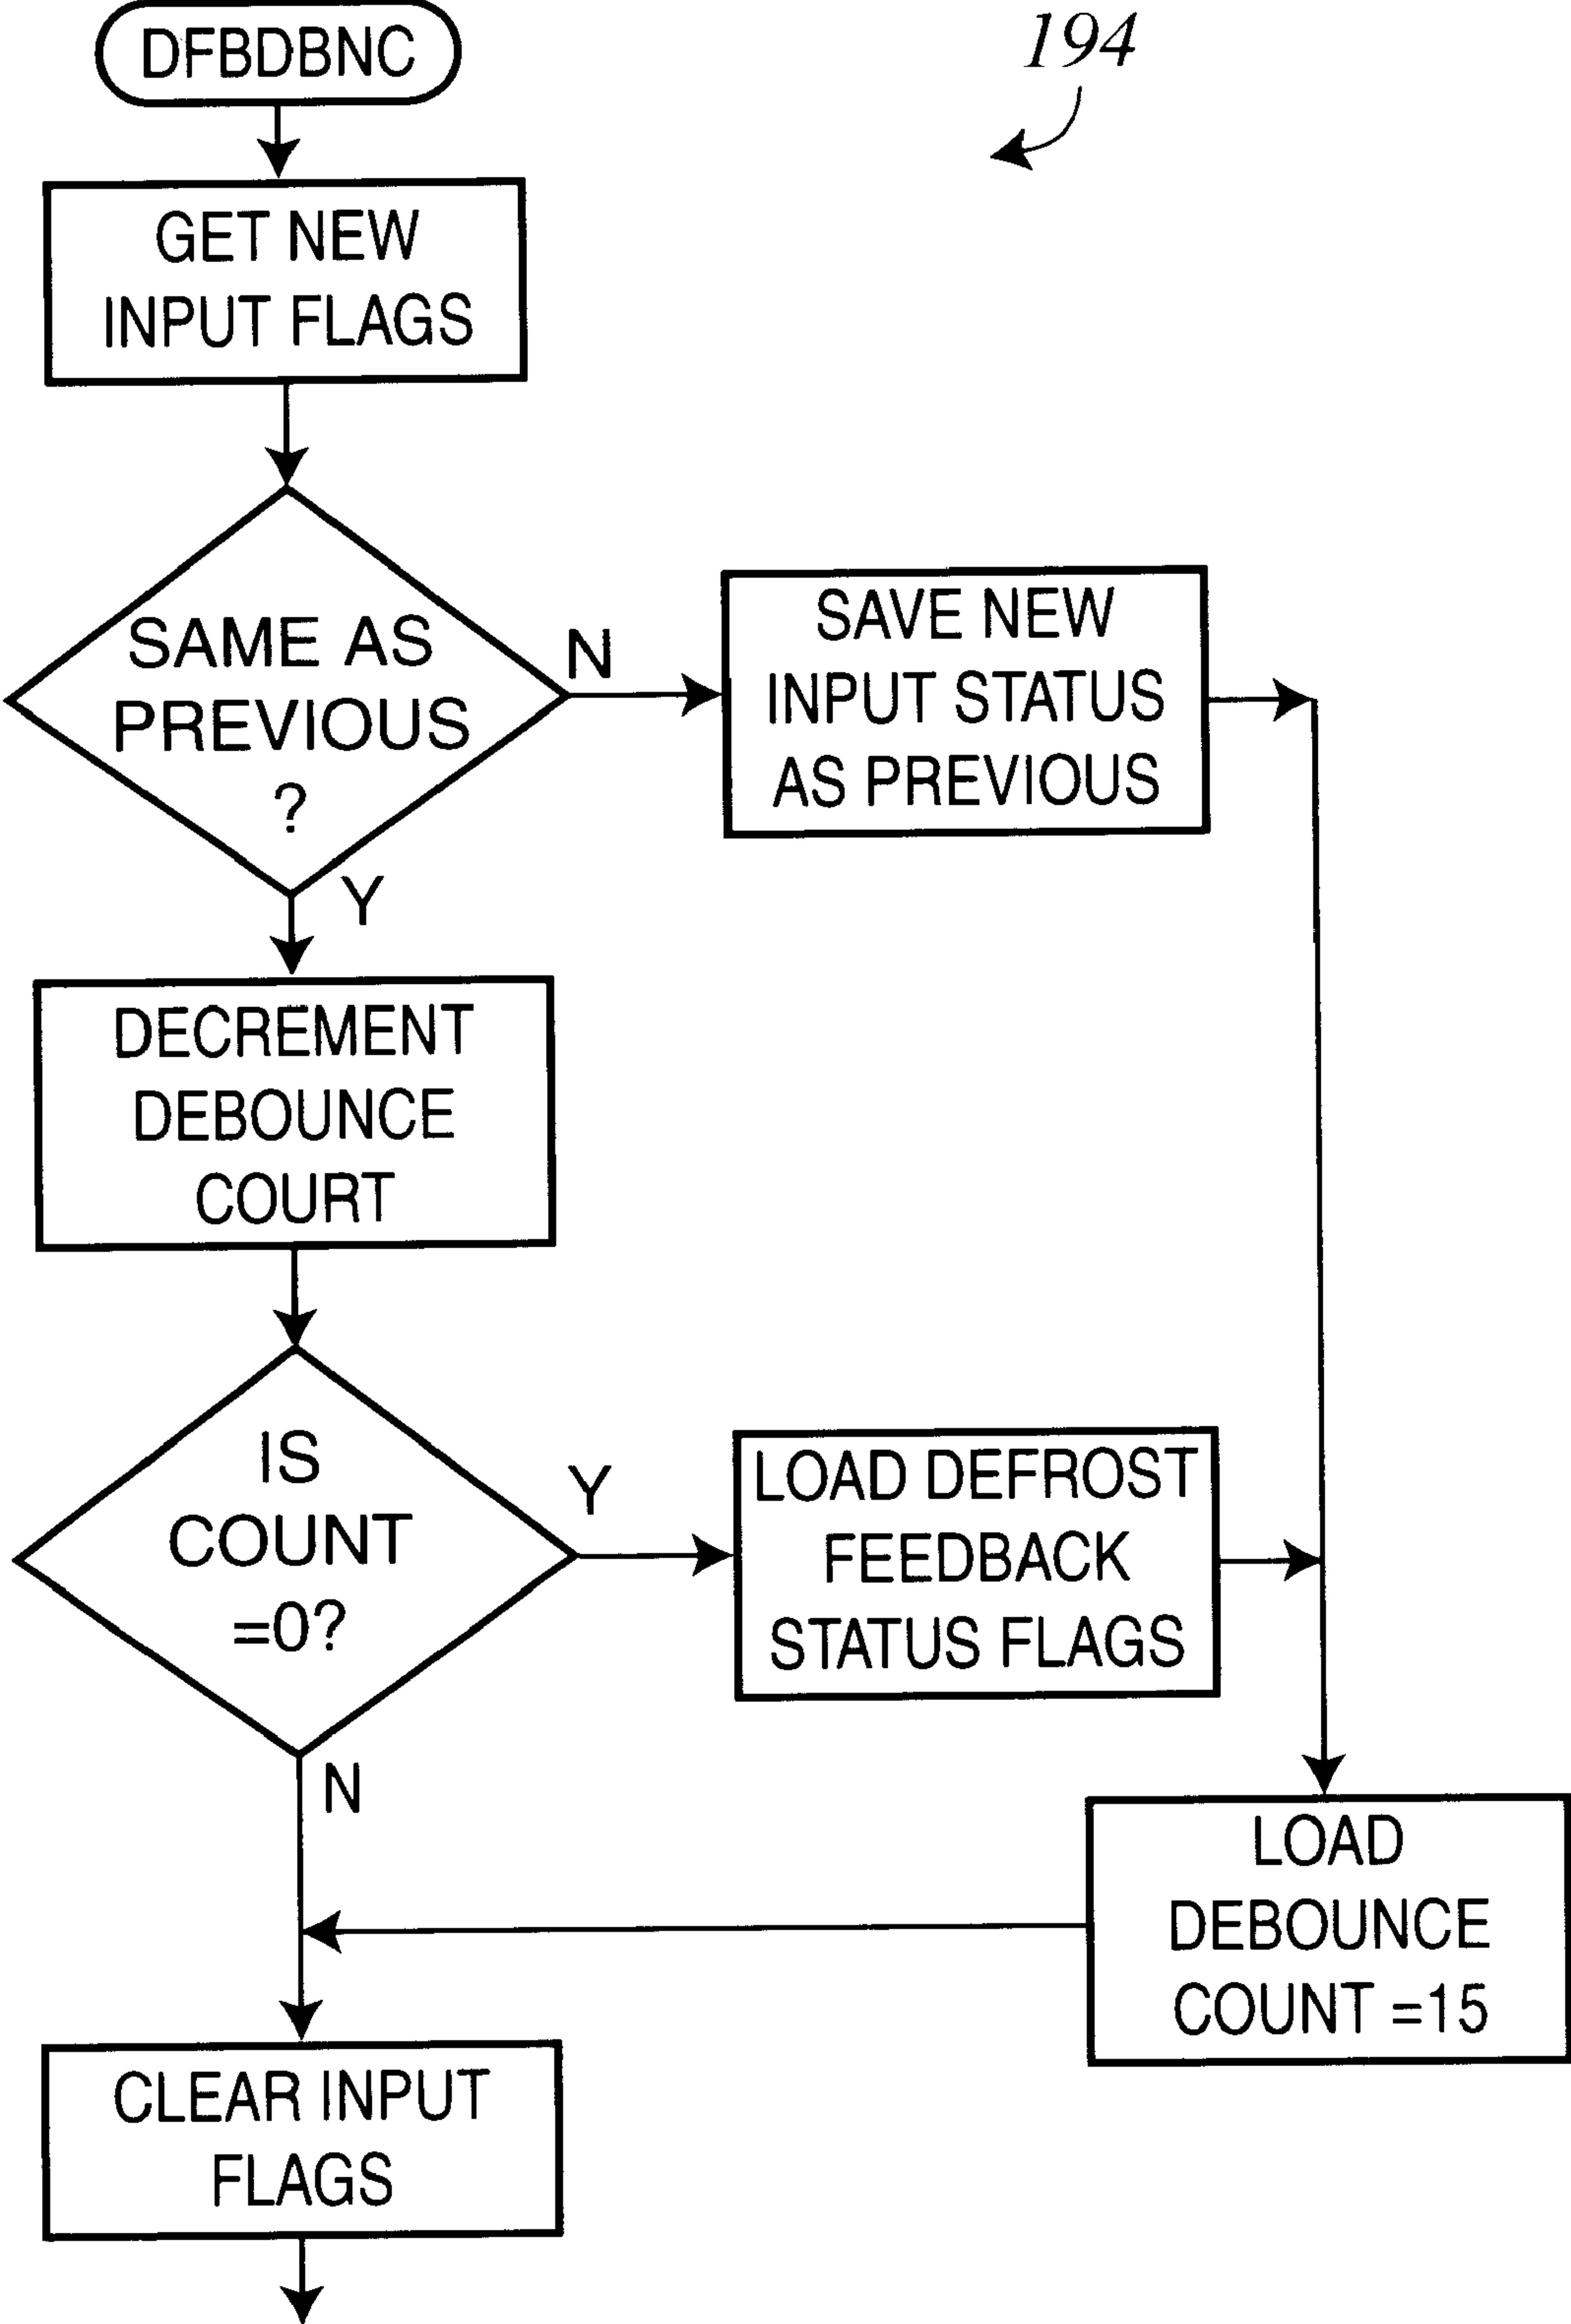 DFBDBNC
194
GET NEW
INPUT FLAGS
SAME AS
PREVIOUS
?
N
SAVE NEW
INPUT STATUS
AS PREVIOUS
Y
DECREMENT
DEBOUNCE
COURT
IS
COUNT
=0?
Y
LOAD DEFROST
FEEDBACK
STATUS FLAGS
N
LOAD
DEBOUNCE
COUNT =15
CLEAR INPUT
FLAGS